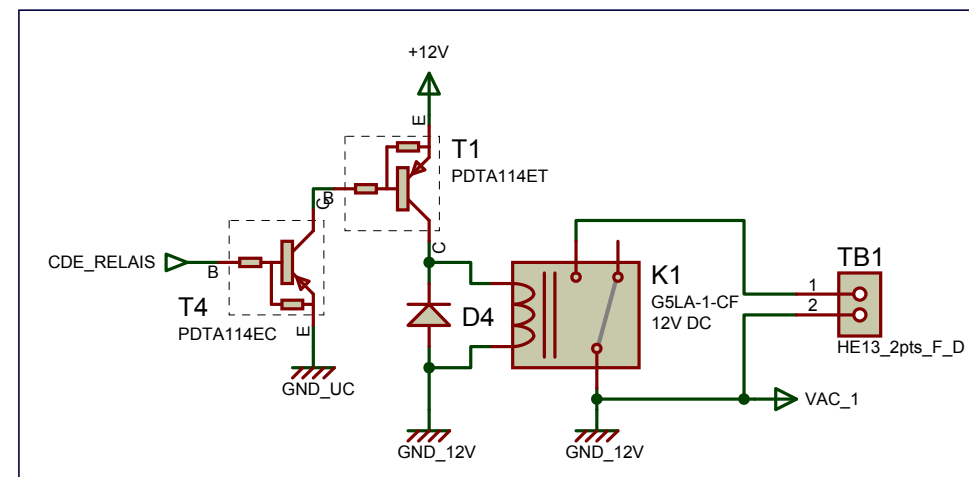 +12V
E
T1
PDTA114ET
B
C
C
CDE_RELAIS
B
T4
PDTA114EC
E
GND_UC
D4
K1
G5LA-1-CF
12V DC
TB1
1
2
HE13_2pts_F_D
VAC_1
GND_12V
GND_12V